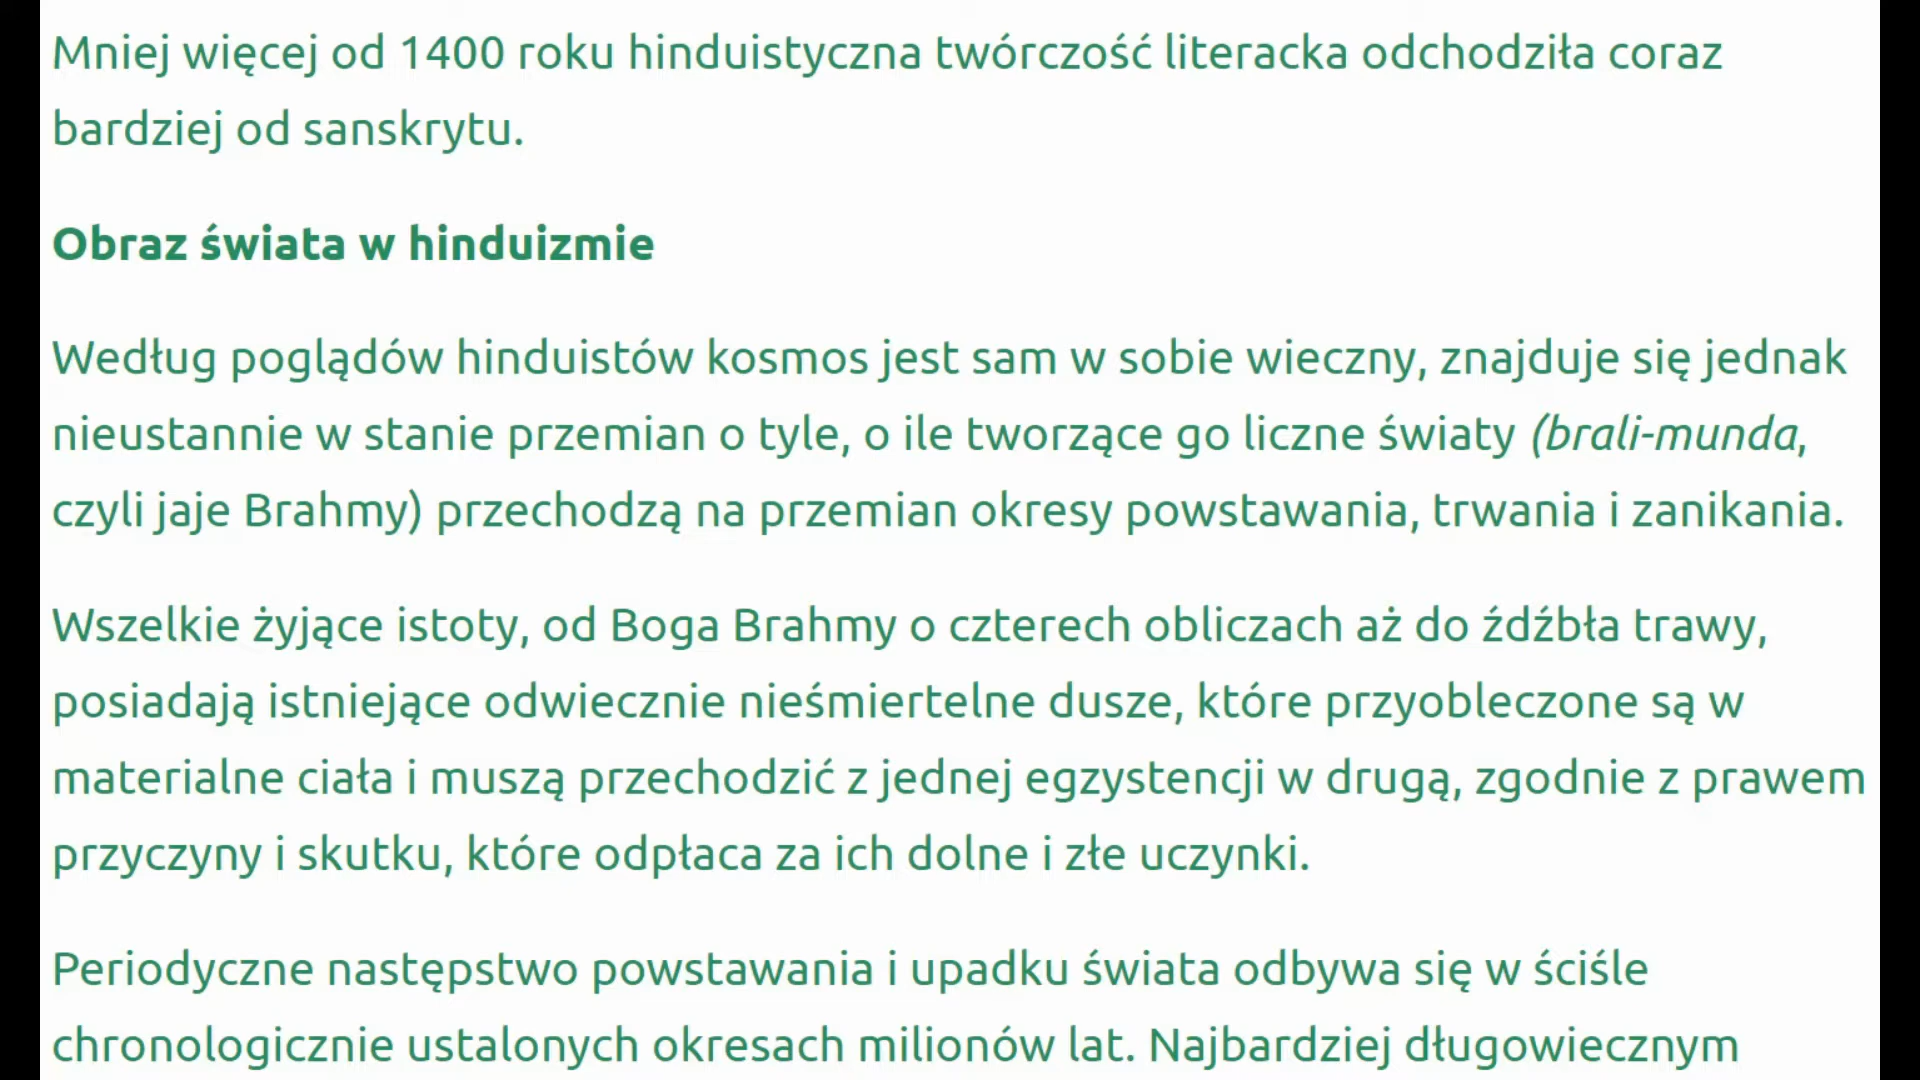 Mniej więcej od 1400 roku hinduistyczna twórczość literacka odchodziła coraz
bardziej od sanskrytu.
Obraz świata w hinduizmie
Według poglądów hinduistów kosmos jest sam w sobie wieczny, znajduje się jednak
nieustannie w stanie przemian o tyle, o ile tworzące go liczne światy (brali-munda,
czyli jaje Brahmy) przechodzą na przemian okresy powstawania, trwania i zanikania.
Wszelkie żyjące istoty, od Boga Brahmy o czterech obliczach aż do źdźbła trawy,
posiadają istniejące odwiecznie nieśmiertelne dusze, które przyobleczone są w
materialne ciała i muszą przechodzić z jednej egzystencji w drugą, zgodnie z prawem
przyczyny i skutku, które odpłaca za ich dolne i złe uczynki.
Periodyczne następstwo powstawania i upadku świata odbywa się w ściśle
chronologicznie ustalonych okresach milionów lat. Najbardziej długowiecznym